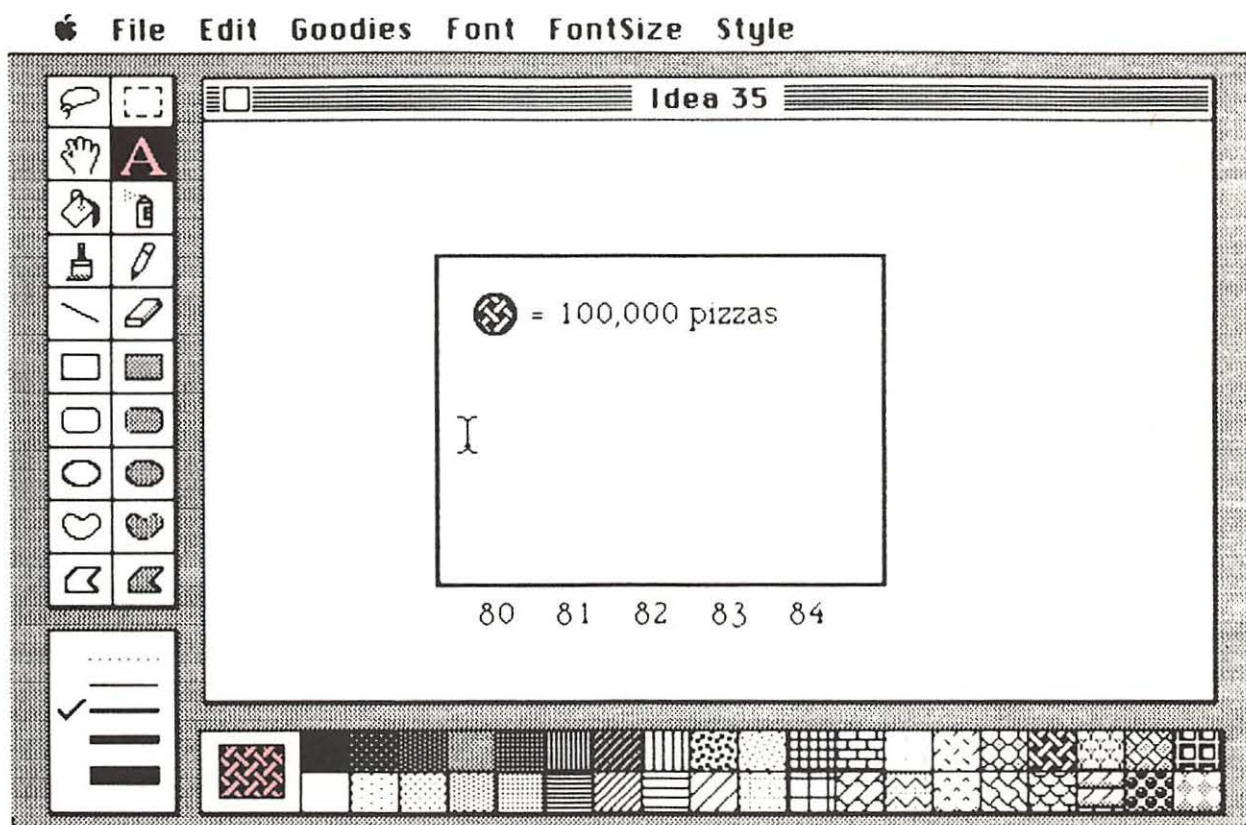 File Edit Goodies Font FontSize Style
Idea 35
A
= 100,000 pizzas
80 81 82 83 84